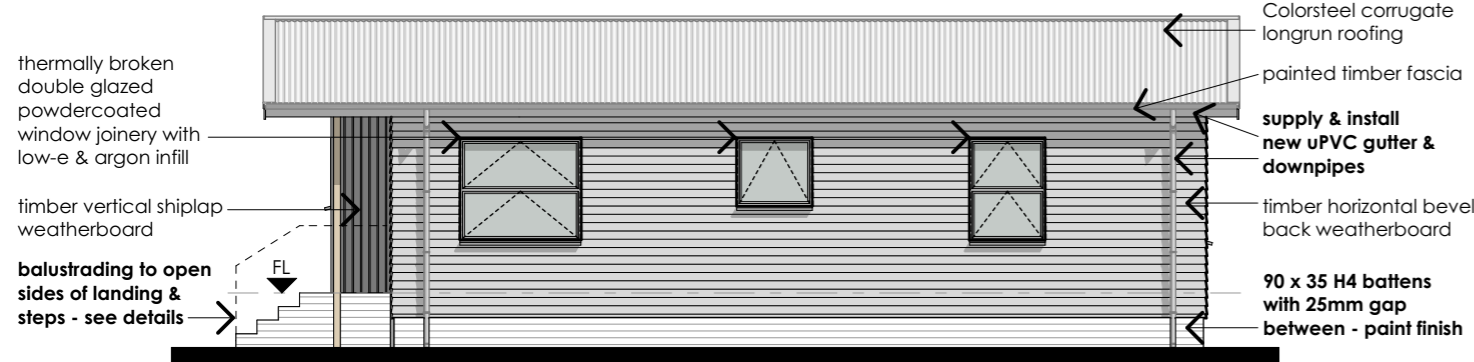 thermally broken
double glazed
powdercoated
window joinery with
low-e & argon infill
timber vertical shiplap
weatherboard
balustrading to open
sides of landing &
steps - see details
FL
Colorsteel corrugate
longrun roofing
painted timber fascia
supply & install
new uPVC gutter &
downpipes
timber horizontal bevel
back weatherboard
90 x 35 H4 battens
with 25mm gap
between - paint finish